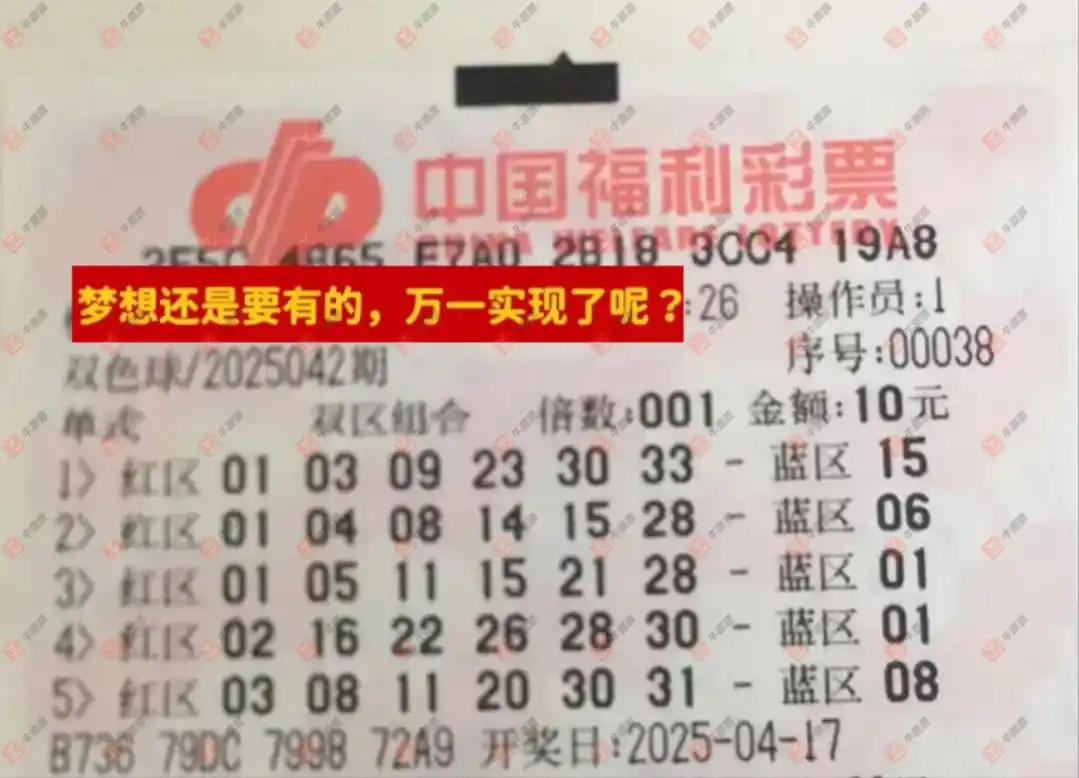 中国福利彩票
CHINA WELFARE LOTTERY
3E5C 4865 E7A0 2B18 3CC4 19A8
梦想还是要有的，万一实现了呢？
:26 操作员:1
双色球/2025042期 序号:00038
单式 双区组合 倍数:001 金额:10元
1> 红区 01 03 09 23 30 33 - 蓝区 15
2> 红区 01 04 08 14 15 28 - 蓝区 06
3> 红区 01 05 11 15 21 28 - 蓝区 01
4> 红区 02 16 22 26 28 30 - 蓝区 01
5> 红区 03 08 11 20 30 31 - 蓝区 08
B736 79DC 7998 72A9 开奖日:2025-04-17